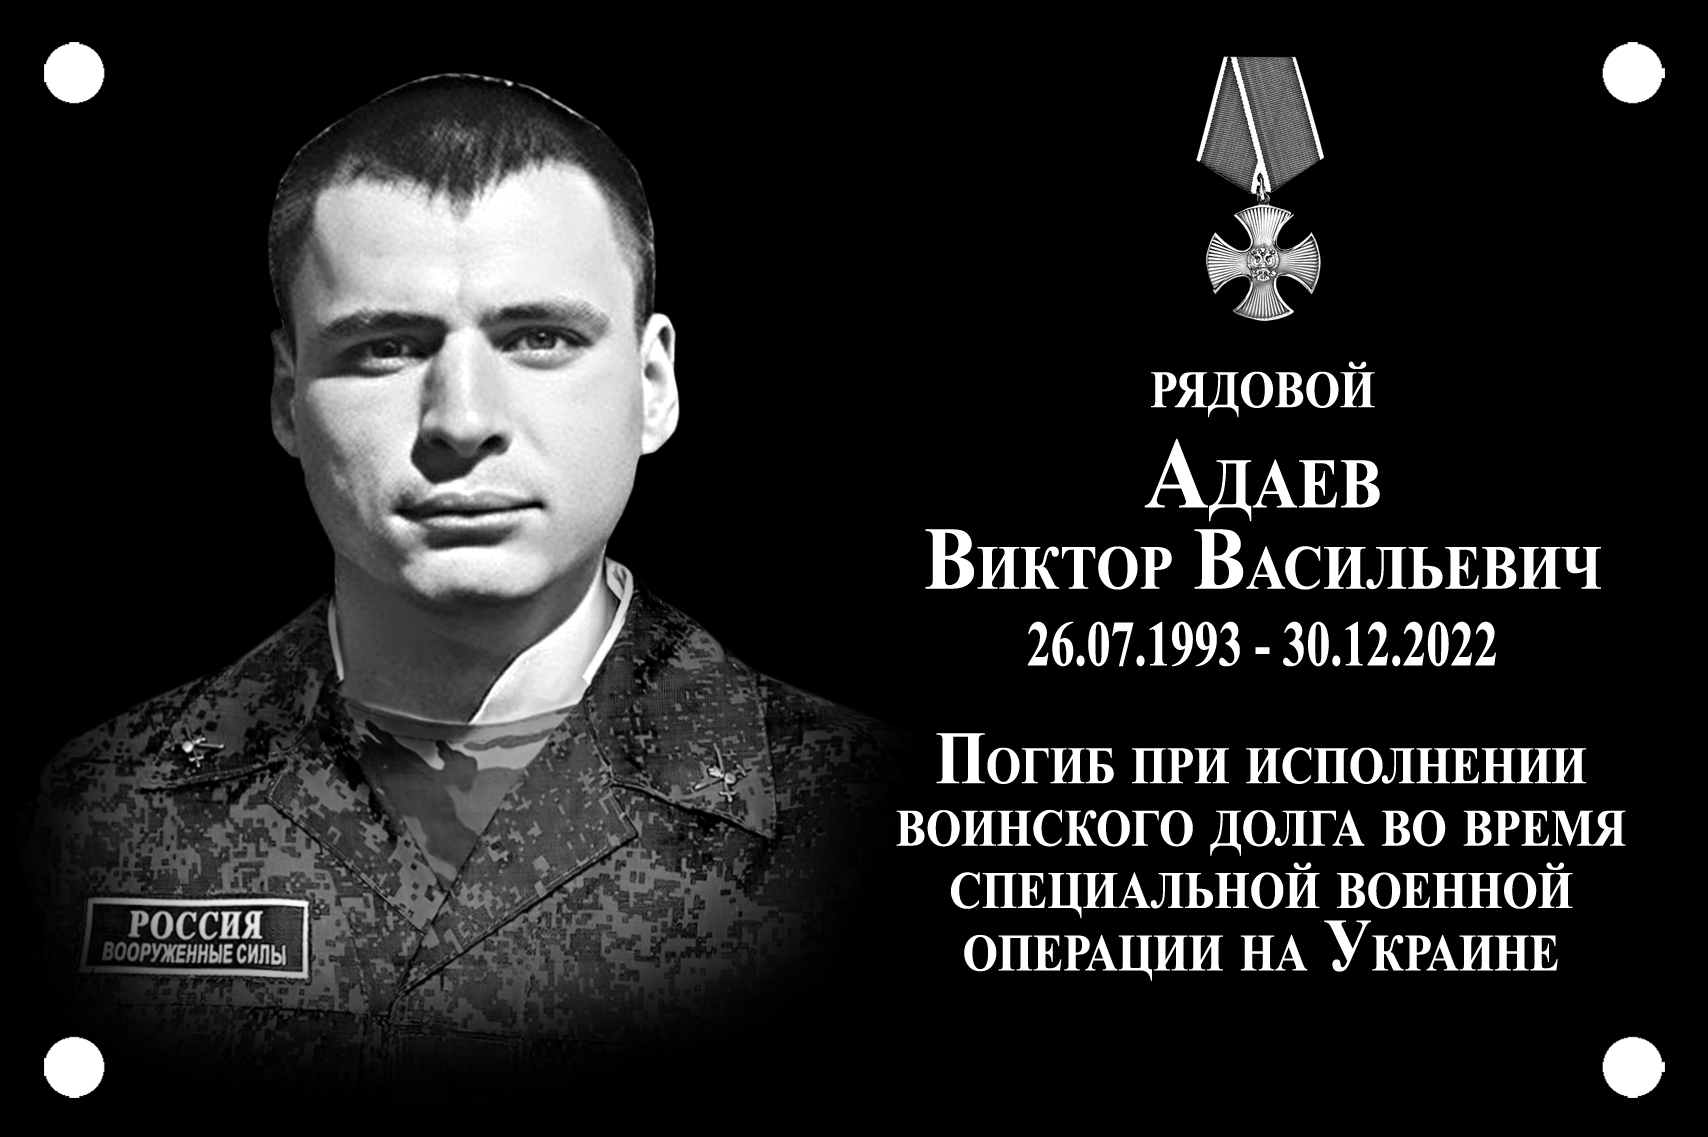 РОССИЯ
ВООРУЖЕННЫЕ СИЛЫ
РЯДОВОЙ
АДАЕВ
ВИКТОР ВАСИЛЬЕВИЧ
26.07.1993 - 30.12.2022
ПОГИБ ПРИ ИСПОЛНЕНИИ
ВОИНСКОГО ДОЛГА ВО ВРЕМЯ
СПЕЦИАЛЬНОЙ ВОЕННОЙ
ОПЕРАЦИИ НА УКРАИНЕ